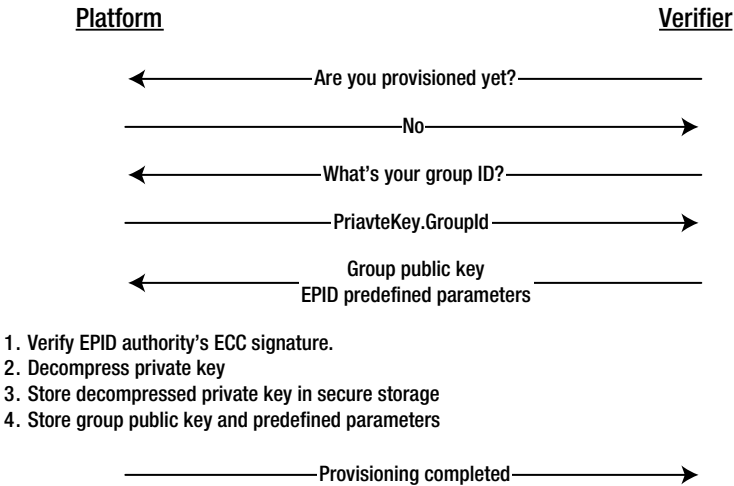 Platform
Verifier
Are you provisioned yet?
No
What's your group ID?
PriavteKey.GroupId
Group public key
EPID predefined parameters
1. Verify EPID authority's ECC signature.
2. Decompress private key
3. Store decompressed private key in secure storage
4. Store group public key and predefined parameters
Provisioning completed